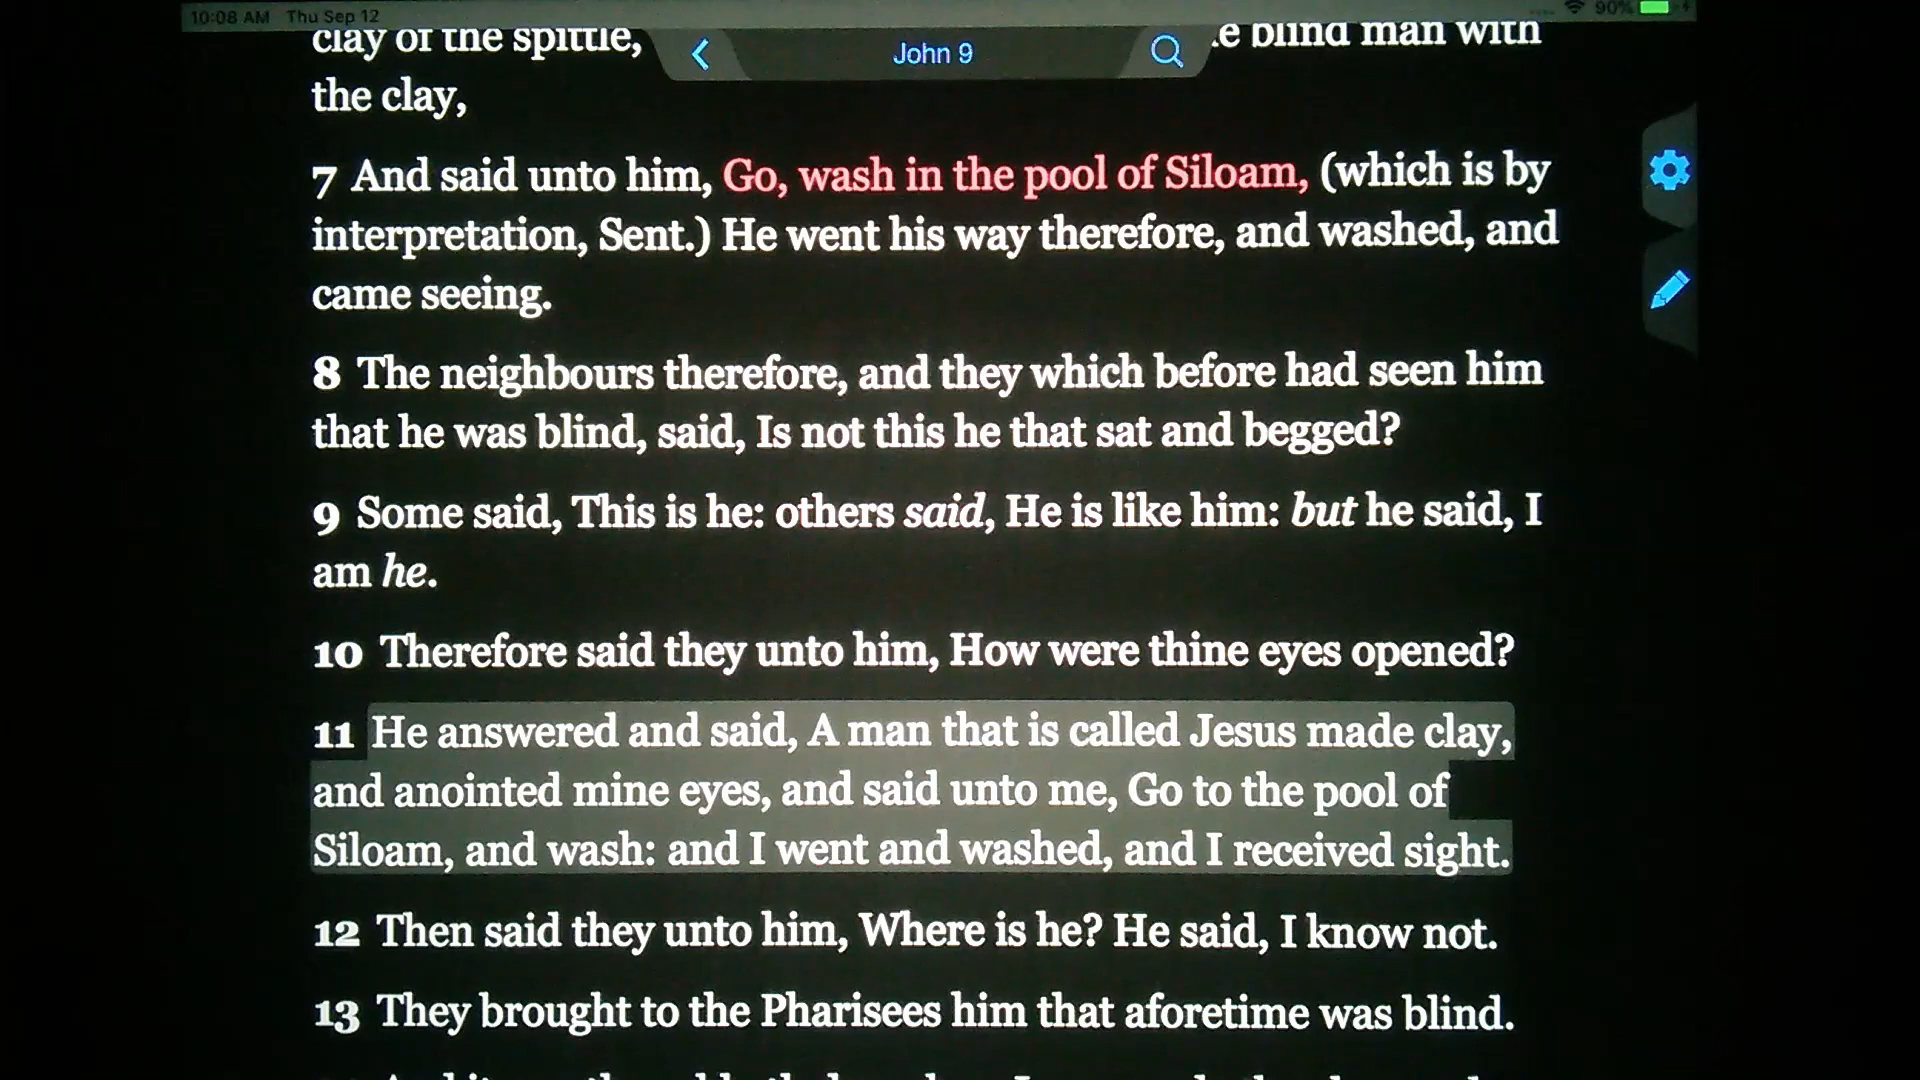 10:08 AM Thu Sep 12
90%
John 9
clay of the spittle,
blind man with
the clay,
7 And said unto him, Go, wash in the pool of Siloam, (which is by
interpretation, Sent.) He went his way therefore, and washed, and
came seeing.
8 The neighbours therefore, and they which before had seen him
that he was blind, said, Is not this he that sat and begged?
9 Some said, This is he: others said, He is like him: but he said, I
am he.
10 Therefore said they unto him, How were thine eyes opened?
11 He answered and said, A man that is called Jesus made clay,
and anointed mine eyes, and said unto me, Go to the pool of
Siloam, and wash: and I went and washed, and I received sight.
12 Then said they unto him, Where is he? He said, I know not.
13 They brought to the Pharisees him that aforetime was blind.